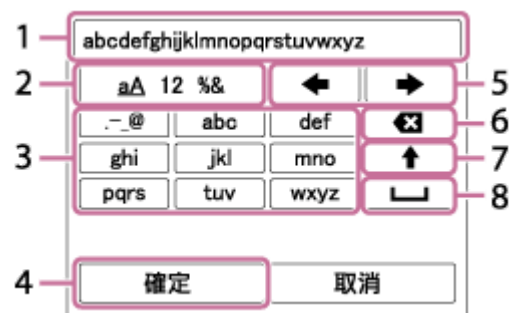 1 abcdefghijklmnopqrstuvwxyz
2 aA 12 %& 5
.-_@ abc def 6
3 ghi jkl mno 7
pqrs tuv wxyz 8
4 確定 取消